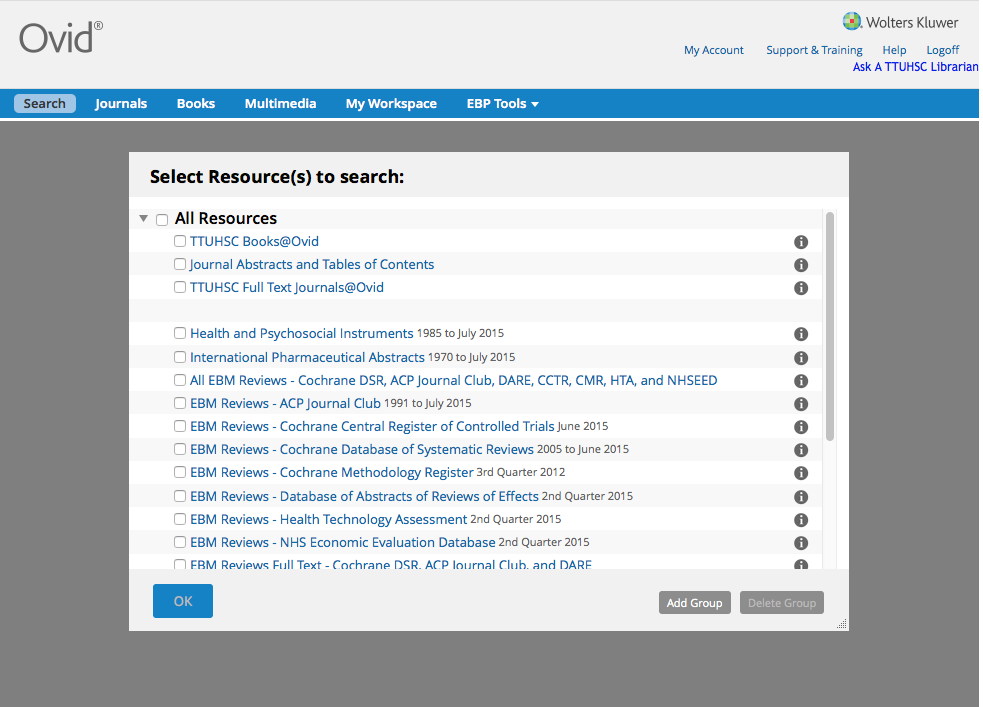 Ovid®
Wolters Kluwer
My Account Support & Training Help Logoff
Ask A TTUHSC Librarian
Search Journals Books Multimedia My Workspace EBP Tools
Select Resource(s) to search:
All Resources
TTUHSC Books@Ovid
Journal Abstracts and Tables of Contents
TTUHSC Full Text Journals@Ovid
Health and Psychosocial Instruments 1985 to July 2015
International Pharmaceutical Abstracts 1970 to July 2015
All EBM Reviews - Cochrane DSR, ACP Journal Club, DARE, CCTR, CMR, HTA, and NHSEED
EBM Reviews - ACP Journal Club 1991 to July 2015
EBM Reviews - Cochrane Central Register of Controlled Trials June 2015
EBM Reviews - Cochrane Database of Systematic Reviews 2005 to June 2015
EBM Reviews - Cochrane Methodology Register 3rd Quarter 2012
EBM Reviews - Database of Abstracts of Reviews of Effects 2nd Quarter 2015
EBM Reviews - Health Technology Assessment 2nd Quarter 2015
EBM Reviews - NHS Economic Evaluation Database 2nd Quarter 2015
EBM Reviews Full Text - Cochrane DSR, ACP Journal Club, and DARE
OK Add Group Delete Group